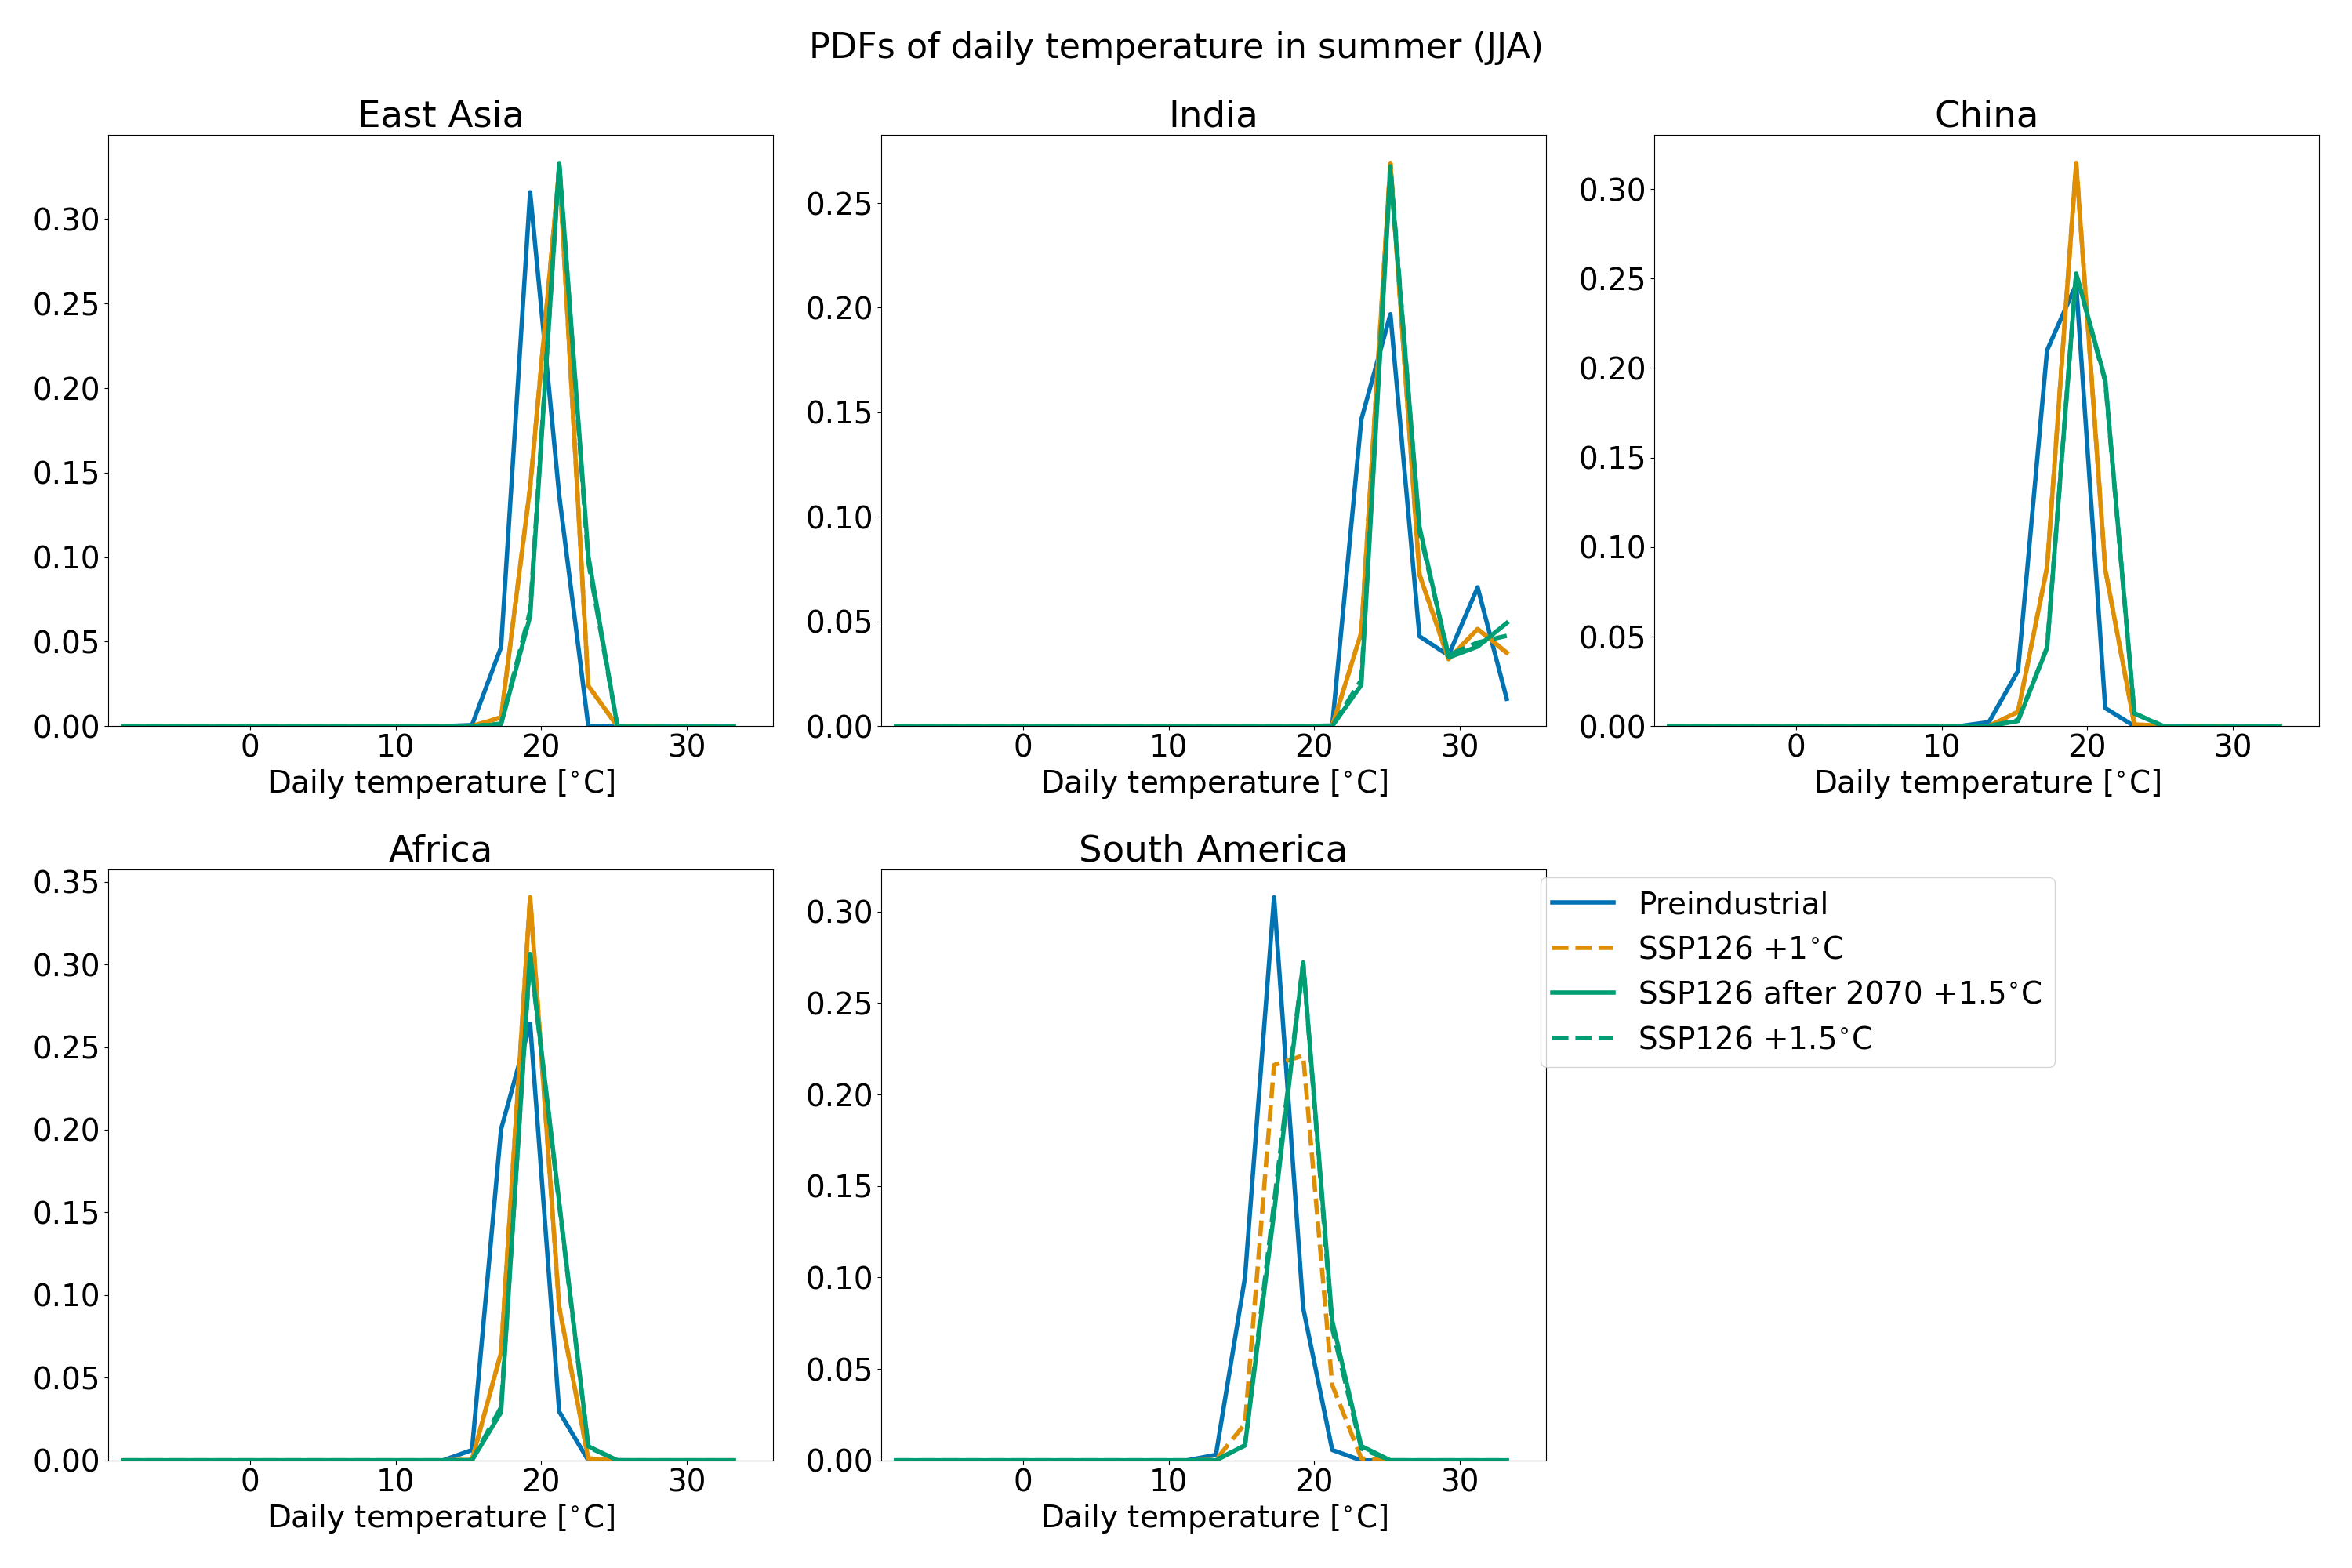 PDFs of daily temperature in summer (JJA)
East Asia
0.30
0.25
0.20
0.15
0.10
0.05
0.00
0 10 20 30
Daily temperature [°C]
India
0.25
0.20
0.15
0.10
0.05
0.00
0 10 20 30
Daily temperature [°C]
China
0.30
0.25
0.20
0.15
0.10
0.05
0.00
0 10 20 30
Daily temperature [°C]
Africa
0.35
0.30
0.25
0.20
0.15
0.10
0.05
0.00
0 10 20 30
Daily temperature [°C]
South America
0.30
0.25
0.20
0.15
0.10
0.05
0.00
0 10 20 30
Daily temperature [°C]
Preindustrial
SSP126 +1°C
SSP126 after 2070 +1.5°C
SSP126 +1.5°C